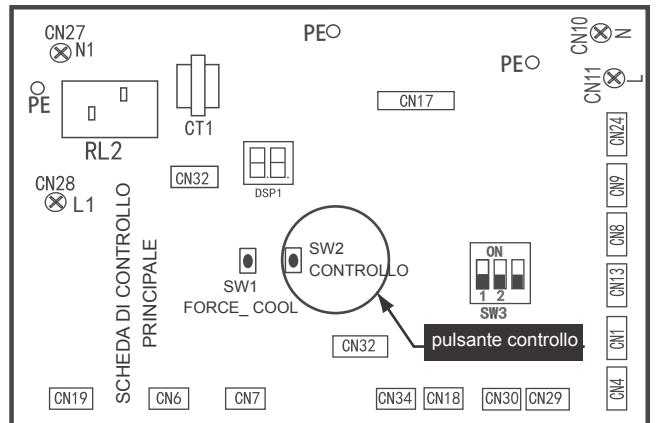 CN27
N1
PE
PE
PE
CN10
N
CN11
L
RL2
CT1
CN17
CN24
CN32
DSP1
CN9
CN28
L1
SCHEDA DI CONTROLLO
PRINCIPALE
SW1
FORCE_ COOL
SW2
CONTROLLO
ON
1 2
SW3
CN8
CN13
pulsante controllo
CN32
CN1
CN4
CN19
CN6
CN7
CN34
CN18
CN30
CN29